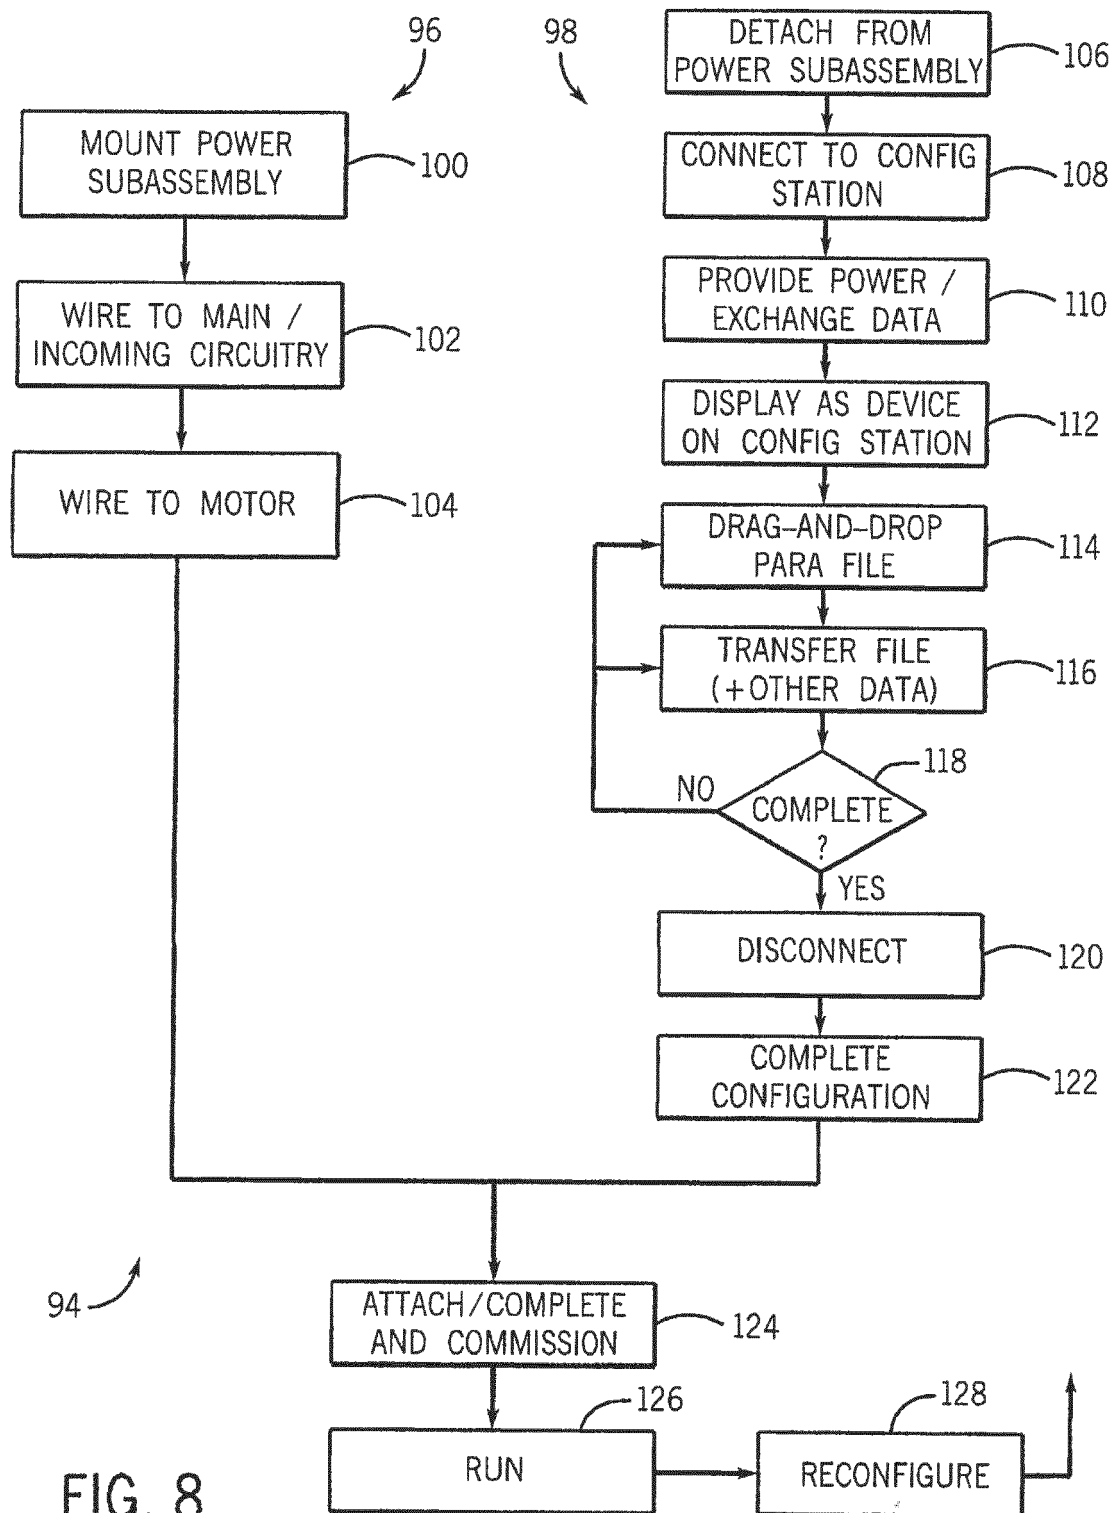 96
98
MOUNT POWER
SUBASSEMBLY
100
WIRE TO MAIN /
INCOMING CIRCUITRY
102
WIRE TO MOTOR
104
DETACH FROM
POWER SUBASSEMBLY
106
CONNECT TO CONFIG
STATION
108
PROVIDE POWER /
EXCHANGE DATA
110
DISPLAY AS DEVICE
ON CONFIG STATION
112
DRAG-AND-DROP
PARA FILE
114
TRANSFER FILE
(+OTHER DATA)
116
118
NO
COMPLETE
?
YES
DISCONNECT
120
COMPLETE
CONFIGURATION
122
94
ATTACH/COMPLETE
AND COMMISSION
124
126
RUN
128
RECONFIGURE
FIG. 8